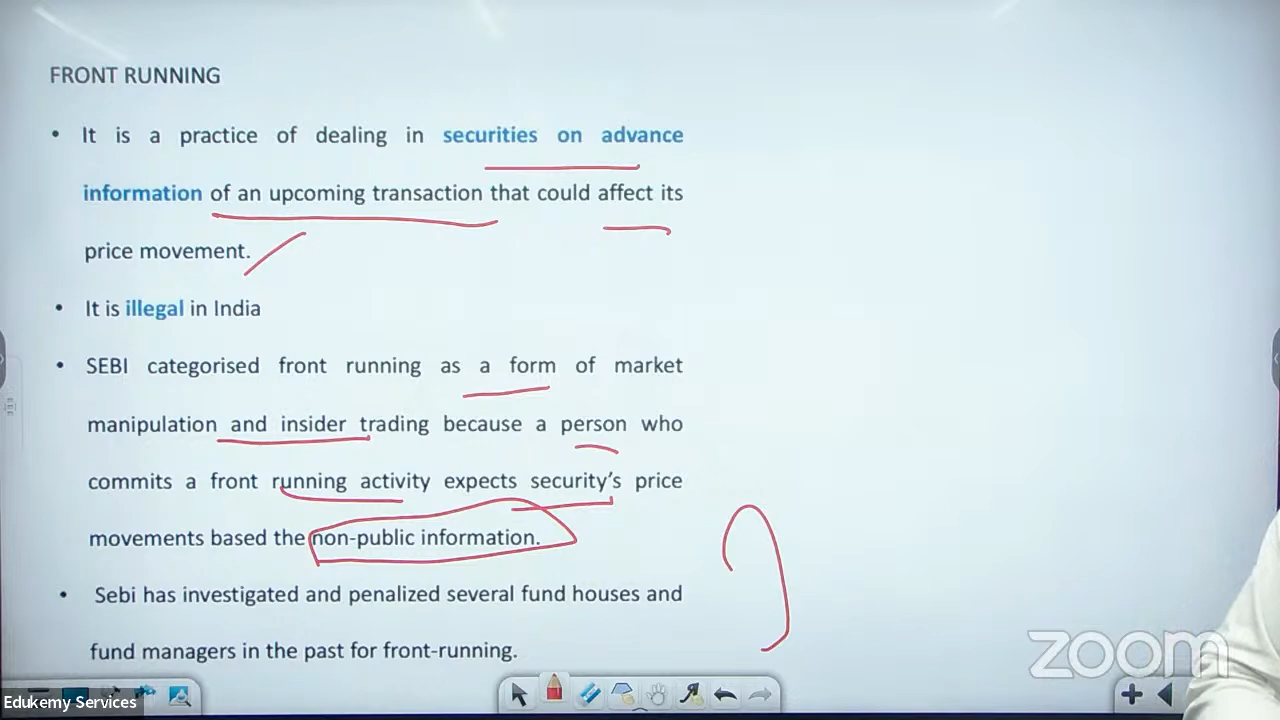 FRONT RUNNING
• It is a practice of dealing in securities on advance
information of an upcoming transaction that could affect its
price movement.
• It is illegal in India
• SEBI categorised front running as a form of market
manipulation and insider trading because a person who
commits a front running activity expects security's price
movements based the non-public information.
• Sebi has investigated and penalized several fund houses and
fund managers in the past for front-running.
zoom
Edukemy Services